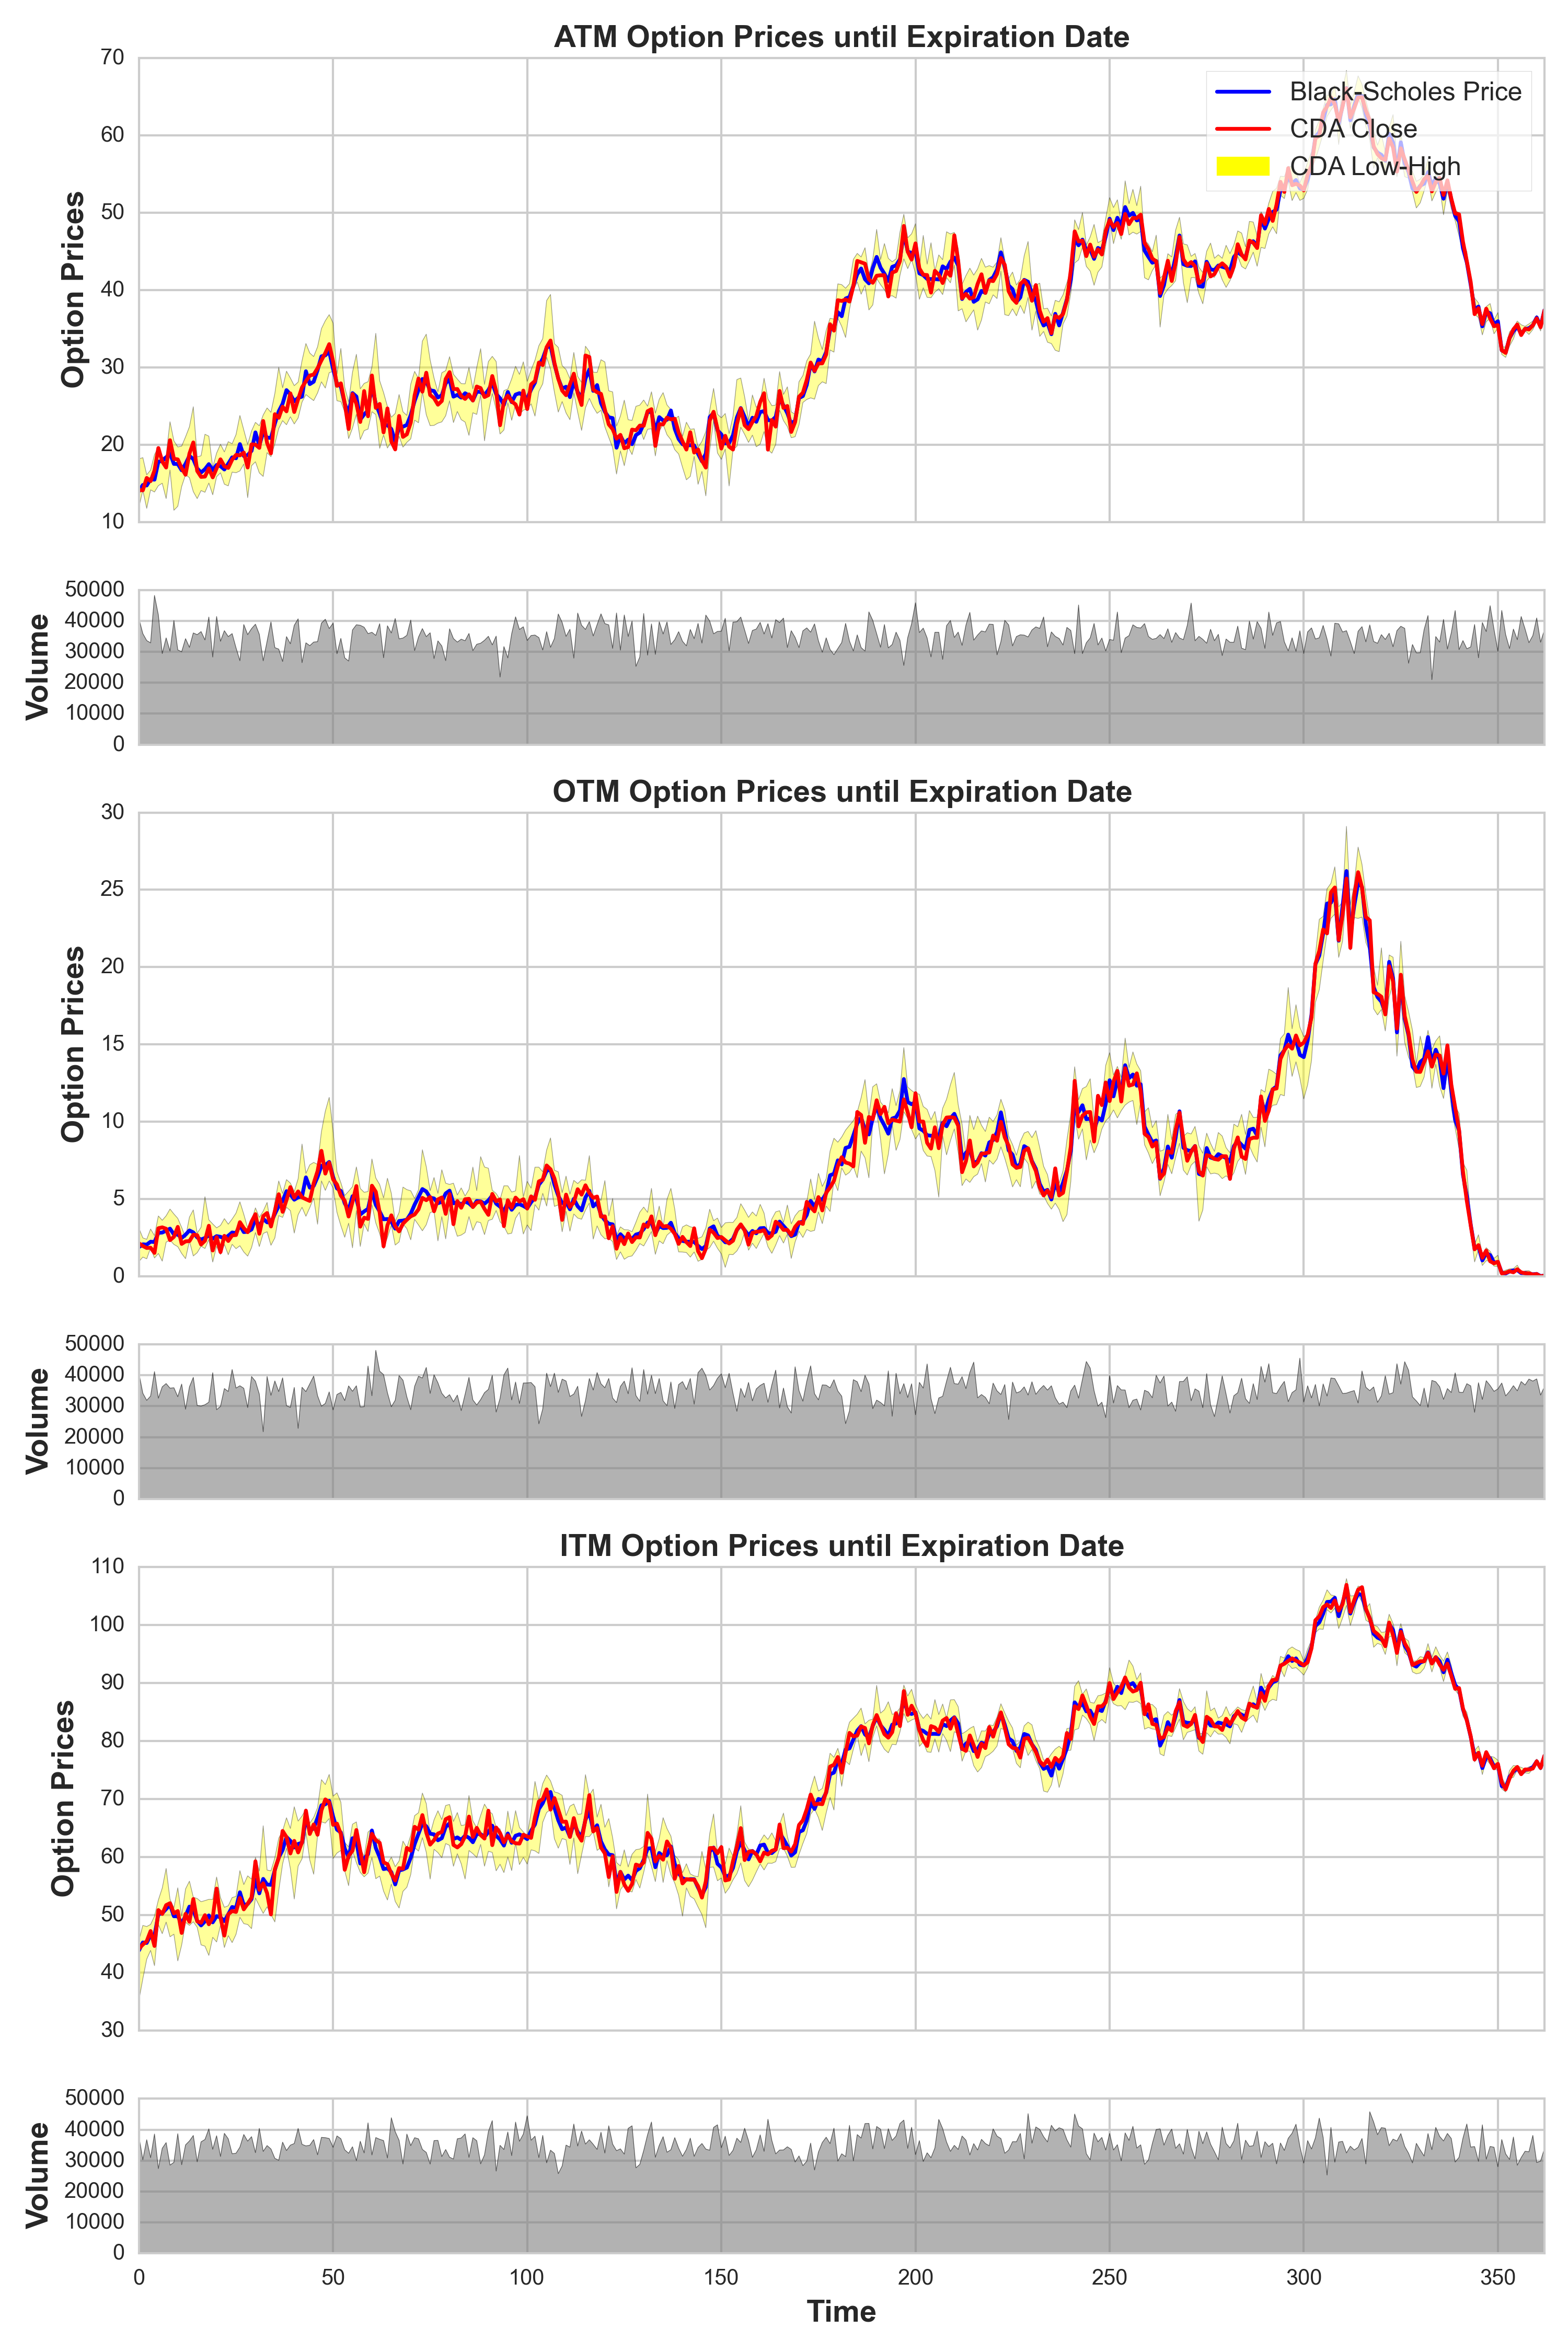 ATM Option Prices until Expiration Date
Option Prices
70
60
50
40
30
20
10
Black-Scholes Price
CDA Close
CDA Low-High
Volume
50000
40000
30000
20000
10000
0
OTM Option Prices until Expiration Date
Option Prices
30
25
20
15
10
5
0
Volume
50000
40000
30000
20000
10000
0
ITM Option Prices until Expiration Date
Option Prices
110
100
90
80
70
60
50
40
30
Volume
50000
40000
30000
20000
10000
0
0 50 100 150 200 250 300 350
Time